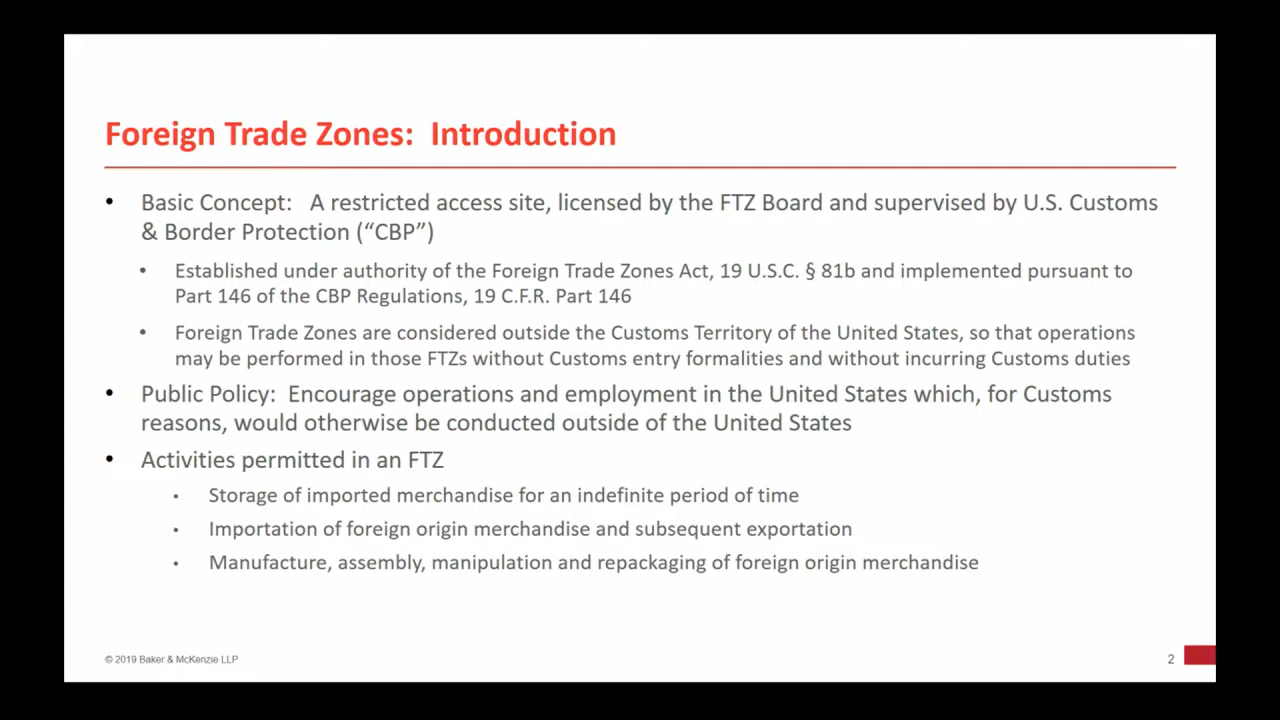 Foreign Trade Zones:  Introduction
• Basic Concept:   A restricted access site, licensed by the FTZ Board and supervised by U.S. Customs
& Border Protection (“CBP”)
• Established under authority of the Foreign Trade Zones Act, 19 U.S.C. § 81b and implemented pursuant to
Part 146 of the CBP Regulations, 19 C.F.R. Part 146
• Foreign Trade Zones are considered outside the Customs Territory of the United States, so that operations
may be performed in those FTZs without Customs entry formalities and without incurring Customs duties
• Public Policy:  Encourage operations and employment in the United States which, for Customs
reasons, would otherwise be conducted outside of the United States
• Activities permitted in an FTZ
• Storage of imported merchandise for an indefinite period of time
• Importation of foreign origin merchandise and subsequent exportation
• Manufacture, assembly, manipulation and repackaging of foreign origin merchandise
© 2019 Baker & McKenzie LLP
2